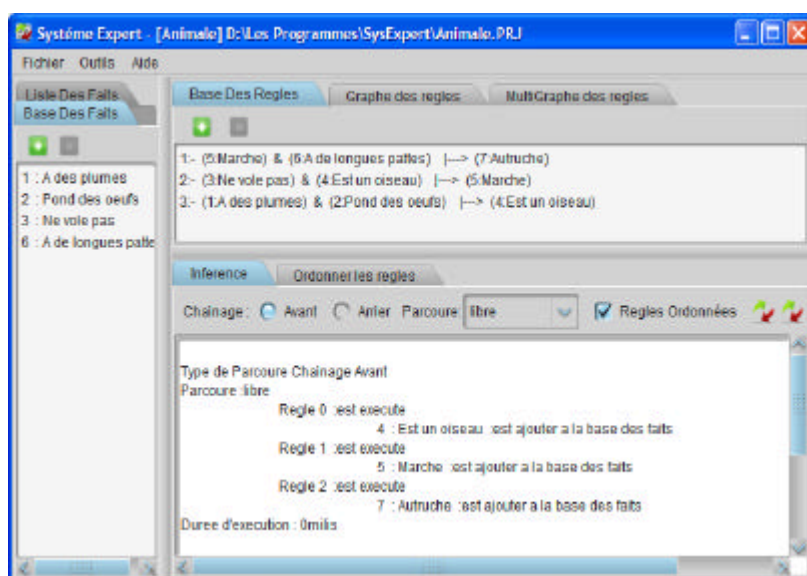 Systéme Expert - [Animale] D:\Les Programmes\SysExpert\Animale.PRJ
Fichier Outils Aide
Liste Des Faits
Base Des Faits
1 : A des plumes
2 : Pond des oeufs
3 : Ne vole pas
6 : A de longues patte
Base Des Regles Graphe des regles MultiGraphe des regles
1:- (5:Marche) & (6:A de longues pattes) |---> (7:Autruche)
2:- (3:Ne vole pas) & (4:Est un oiseau) |---> (5:Marche)
3:- (1:A des plumes) & (2:Pond des oeufs) |---> (4:Est un oiseau)
Inference Ordonner les regles
Chainage : Avant Arrier Parcoure libre Regles Ordonnées
Type de Parcoure Chainage Avant
Parcoure :libre
Regle 0 :est execute
4 : Est un oiseau :est ajouter a la base des faits
Regle 1 :est execute
5 : Marche :est ajouter a la base des faits
Regle 2 :est execute
7 : Autruche :est ajouter a la base des faits
Duree d'execution : 0milis